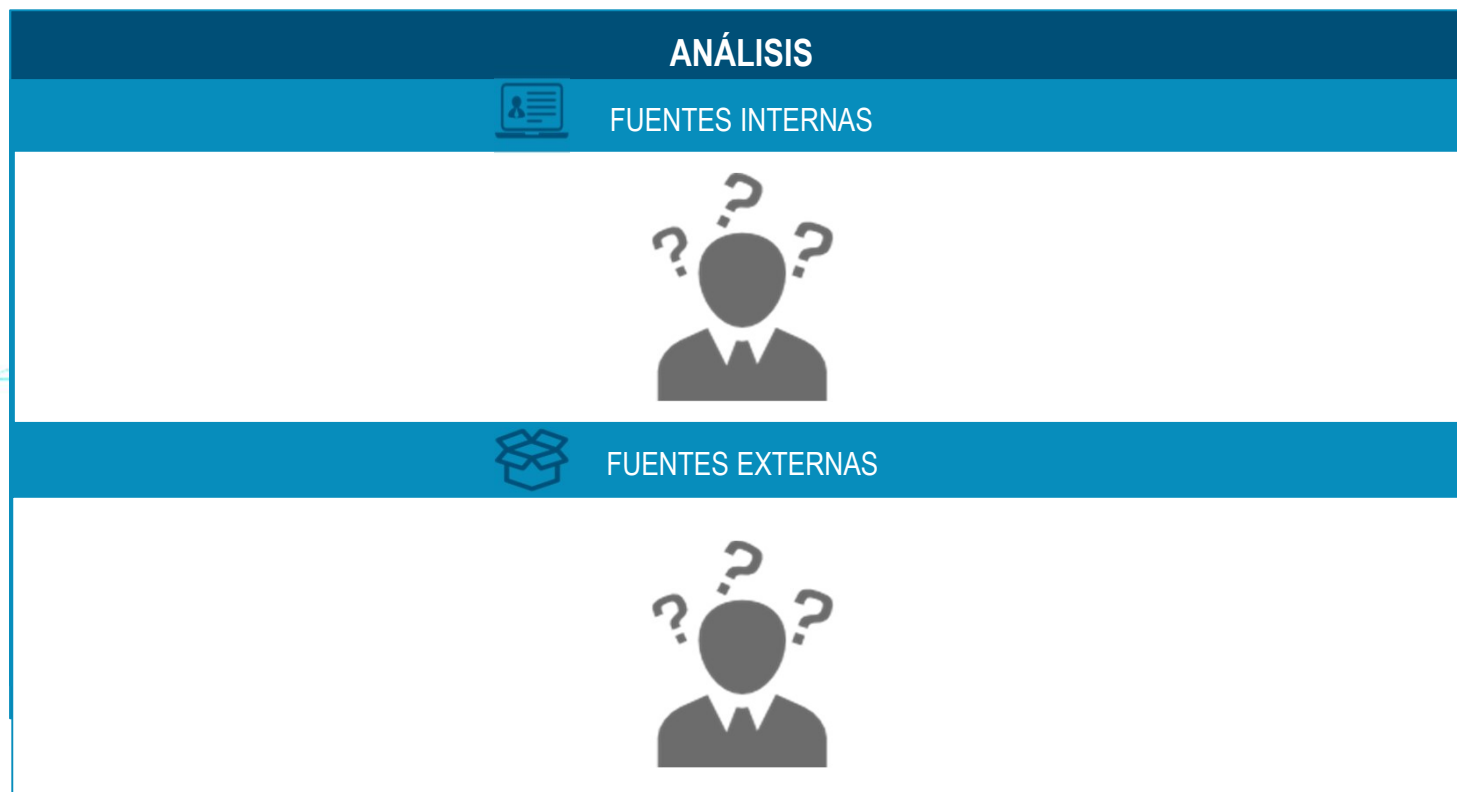 ANÁLISIS
FUENTES INTERNAS
? ? ?
FUENTES EXTERNAS
? ? ?